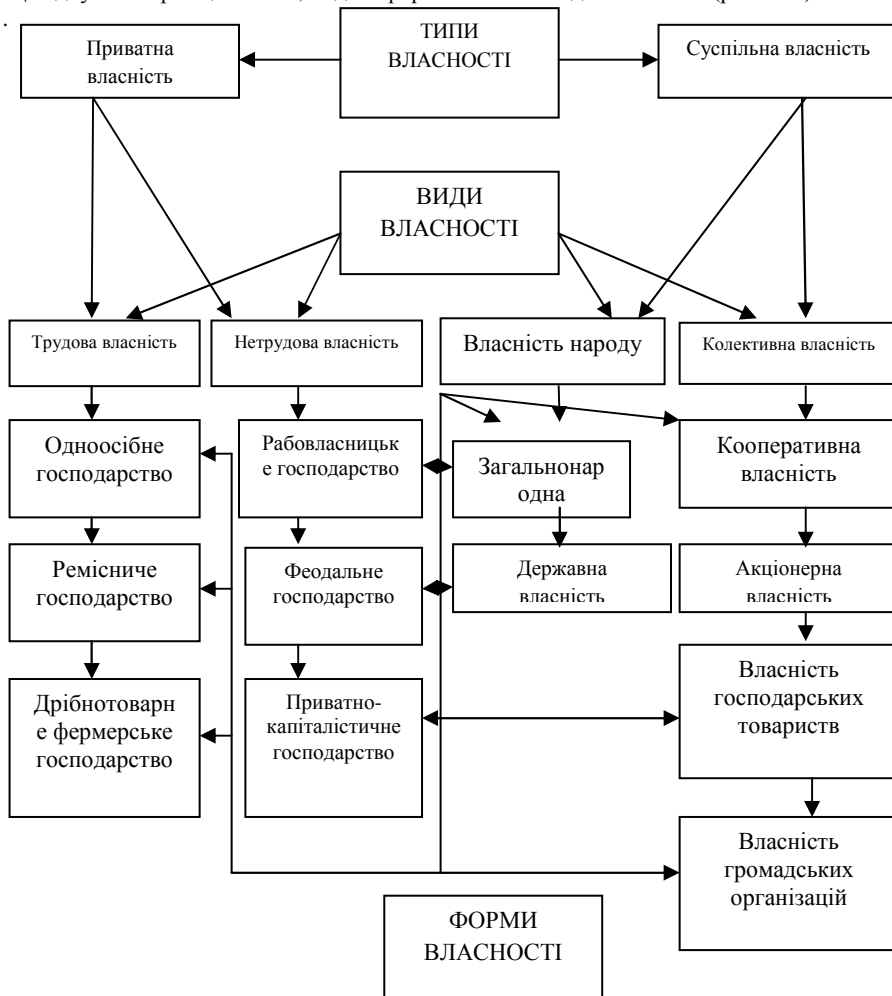 .
ТИПИ
ВЛАСНОСТІ
Приватна
власність
Суспільна власність
ВИДИ
ВЛАСНОСТІ
Трудова власність
Нетрудова власність
Власність народу
Колективна власність
Одноосібне
господарство
Рабовласницьк
е господарство
Загальнонар
одна
Кооперативна
власність
Ремісниче
господарство
Феодальне
господарство
Державна
власність
Акціонерна
власність
Дрібнотоварн
е фермерське
господарство
Приватно-
капіталістичне
господарство
Власність
господарських
товариств
Власність
громадських
організацій
ФОРМИ
ВЛАСНОСТІ